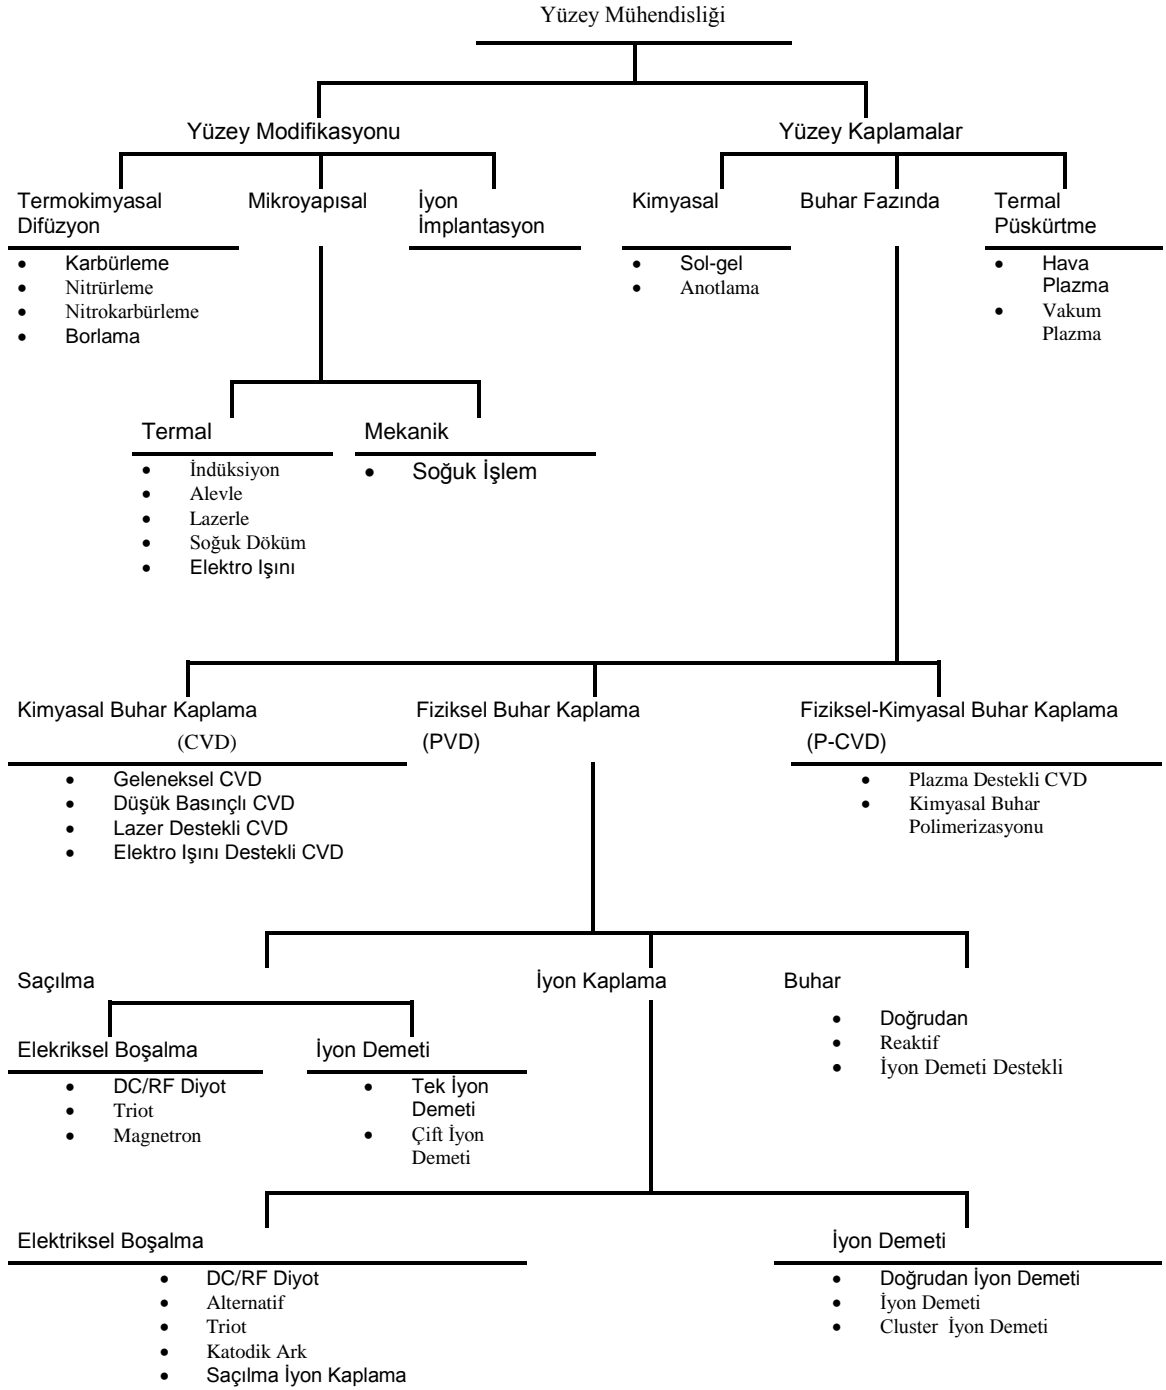 Yüzey Mühendisliği
Yüzey Modifikasyonu
Yüzey Kaplamalar
Termokimyasal
Difüzyon
Mikroyapısal
İyon
İmplantasyon
Kimyasal
Buhar Fazında
Termal
Püskürtme
• Karbürleme
• Nitrürleme
• Nitrokarbürleme
• Borlama
• Sol-gel
• Anotlama
• Hava
Plazma
• Vakum
Plazma
Termal
• İndüksiyon
• Alevle
• Lazerle
• Soğuk Döküm
• Elektro Işını
Mekanik
• Soğuk İşlem
Kimyasal Buhar Kaplama
(CVD)
• Geleneksel CVD
• Düşük Basınçlı CVD
• Lazer Destekli CVD
• Elektro Işını Destekli CVD
Fiziksel Buhar Kaplama
(PVD)
Fiziksel-Kimyasal Buhar Kaplama
(P-CVD)
• Plazma Destekli CVD
• Kimyasal Buhar
Polimerizasyonu
Saçılma
İyon Kaplama
Buhar
• Doğrudan
• Reaktif
• İyon Demeti Destekli
Elekriksel Boşalma
• DC/RF Diyot
• Triot
• Magnetron
İyon Demeti
• Tek İyon
Demeti
• Çift İyon
Demeti
Elektriksel Boşalma
• DC/RF Diyot
• Alternatif
• Triot
• Katodik Ark
• Saçılma İyon Kaplama
İyon Demeti
• Doğrudan İyon Demeti
• İyon Demeti
• Cluster İyon Demeti